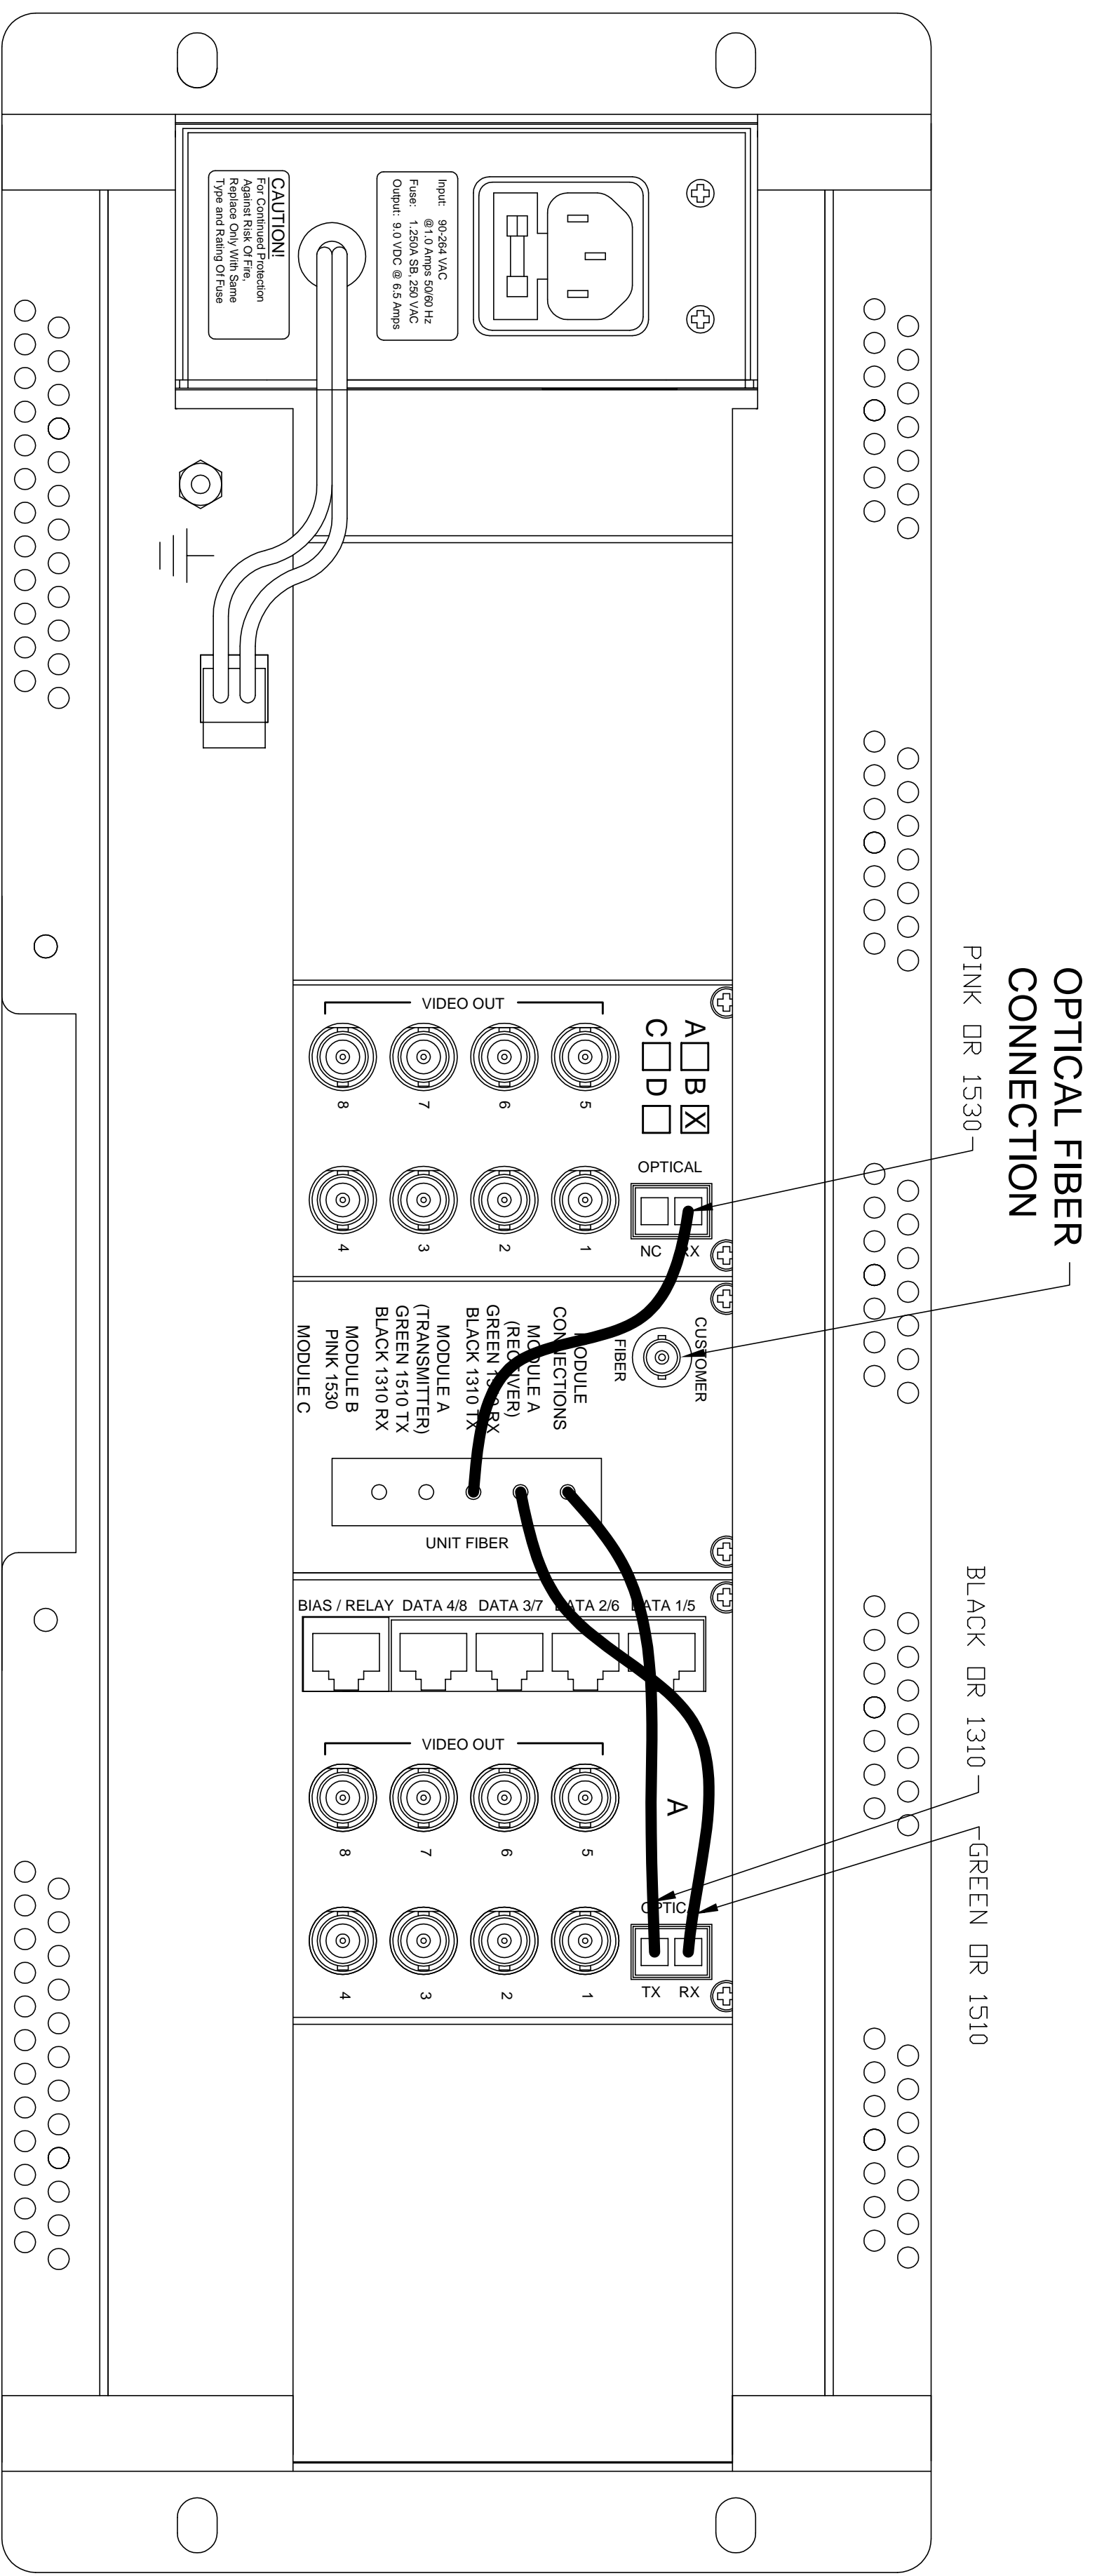 OPTICAL FIBER
CONNECTION
PINK OR 1530
BLACK OR 1310
GREEN OR 1510
Input: 90-264 VAC
@1.0 Amps 50/60 Hz
Fuse: 1.250A SB, 250 VAC
Output: 9.0 VDC @ 6.5 Amps
CAUTION!
For Continued Protection
Against Risk Of Fire,
Replace Only With Same
Type and Rating Of Fuse
A B X
C D
OPTICAL
NC RX
VIDEO OUT
5
6
7
8
1
2
3
4
CUSTOMER
FIBER
MODULE
CONNECTIONS
MODULE A
(RECEIVER)
GREEN 1510 RX
BLACK 1310 TX
MODULE A
(TRANSMITTER)
GREEN 1510 TX
BLACK 1310 RX
MODULE B
PINK 1530
MODULE C
UNIT FIBER
BIAS / RELAY DATA 4/8 DATA 3/7 DATA 2/6 DATA 1/5
VIDEO OUT
A
OPTICAL
TX RX
5
6
7
8
1
2
3
4